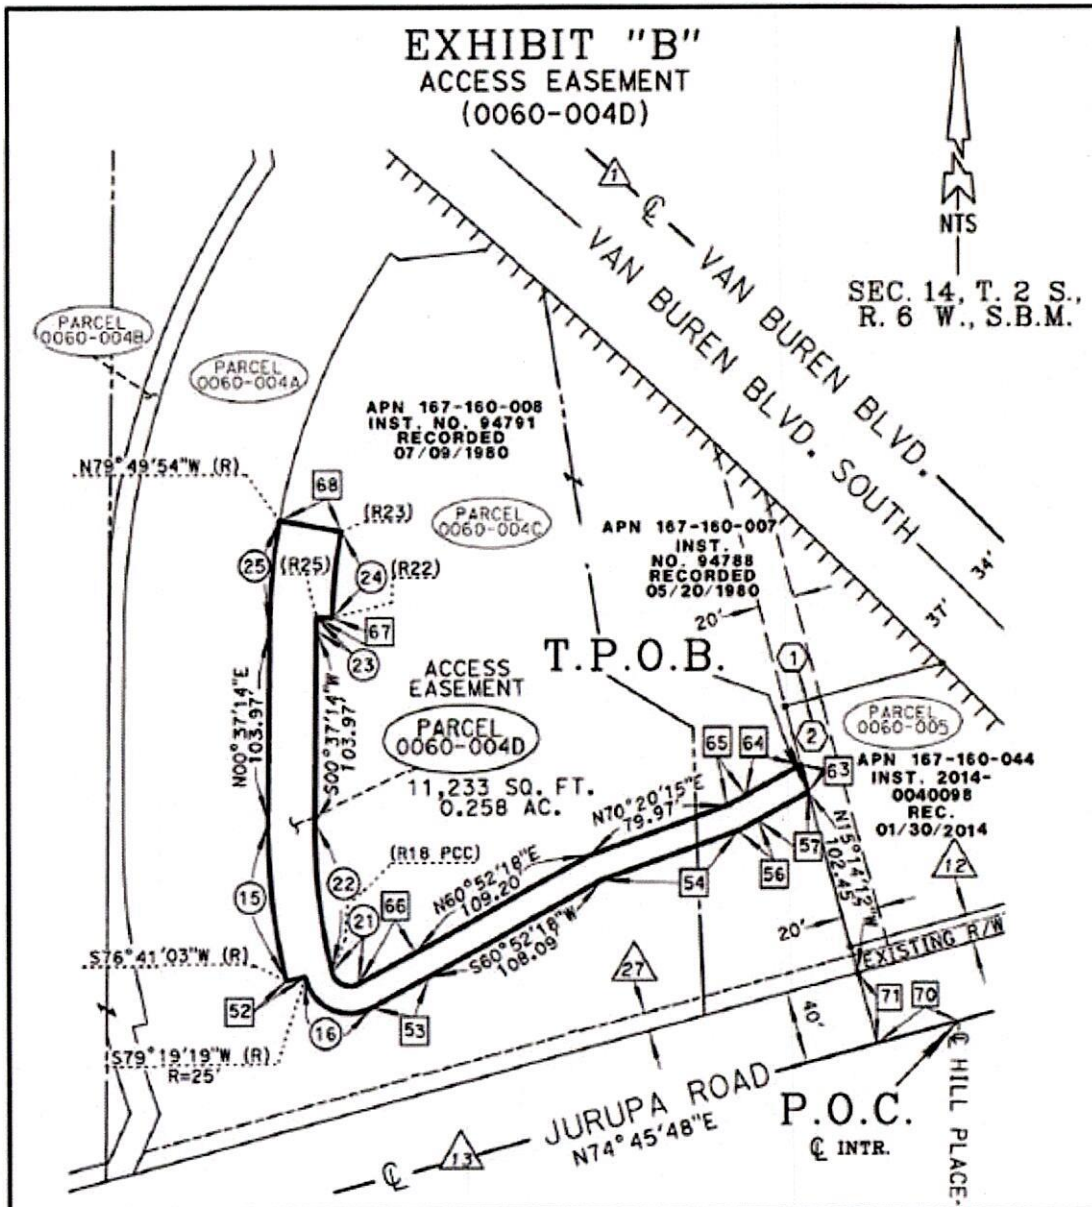 EXHIBIT "B"
ACCESS EASEMENT
(0060-004D)
NTS
SEC. 14, T. 2 S.,
R. 6 W., S.B.M.
1
℄
VAN BUREN BLVD.
VAN BUREN BLVD. SOUTH
34'
37'
PARCEL
0060-004B
PARCEL
0060-004A
APN 167-160-008
INST. NO. 94791
RECORDED
07/09/1980
N79°49'54"W (R)
68
(R23)
PARCEL
0060-004C
APN 167-160-007
INST.
NO. 94788
RECORDED
05/20/1980
25
(R25)
24
(R22)
67
23
20'
T.P.O.B.
1
2
ACCESS
EASEMENT
PARCEL
0060-004D
11,233 SQ. FT.
0.258 AC.
N00°37'14"E
103.97'
S00°37'14"W
103.97'
PARCEL
0060-005
65
64
63
APN 167-160-044
INST. 2014-
0040098
REC.
01/30/2014
N70°20'15"E
79.97'
57
56
54
N15°14'12"W
102.45'
12
(R18 PCC)
N60°52'18"E
109.20'
S60°52'18"W
108.09'
15
22
21
66
20'
EXISTING R/W
S76°41'03"W (R)
52
16
53
27
40'
71
70
S79°19'19"W (R)
R=25'
JURUPA ROAD
N74°45'48"E
13
℄
P.O.C.
℄ INTR.
℄ HILL PLACE